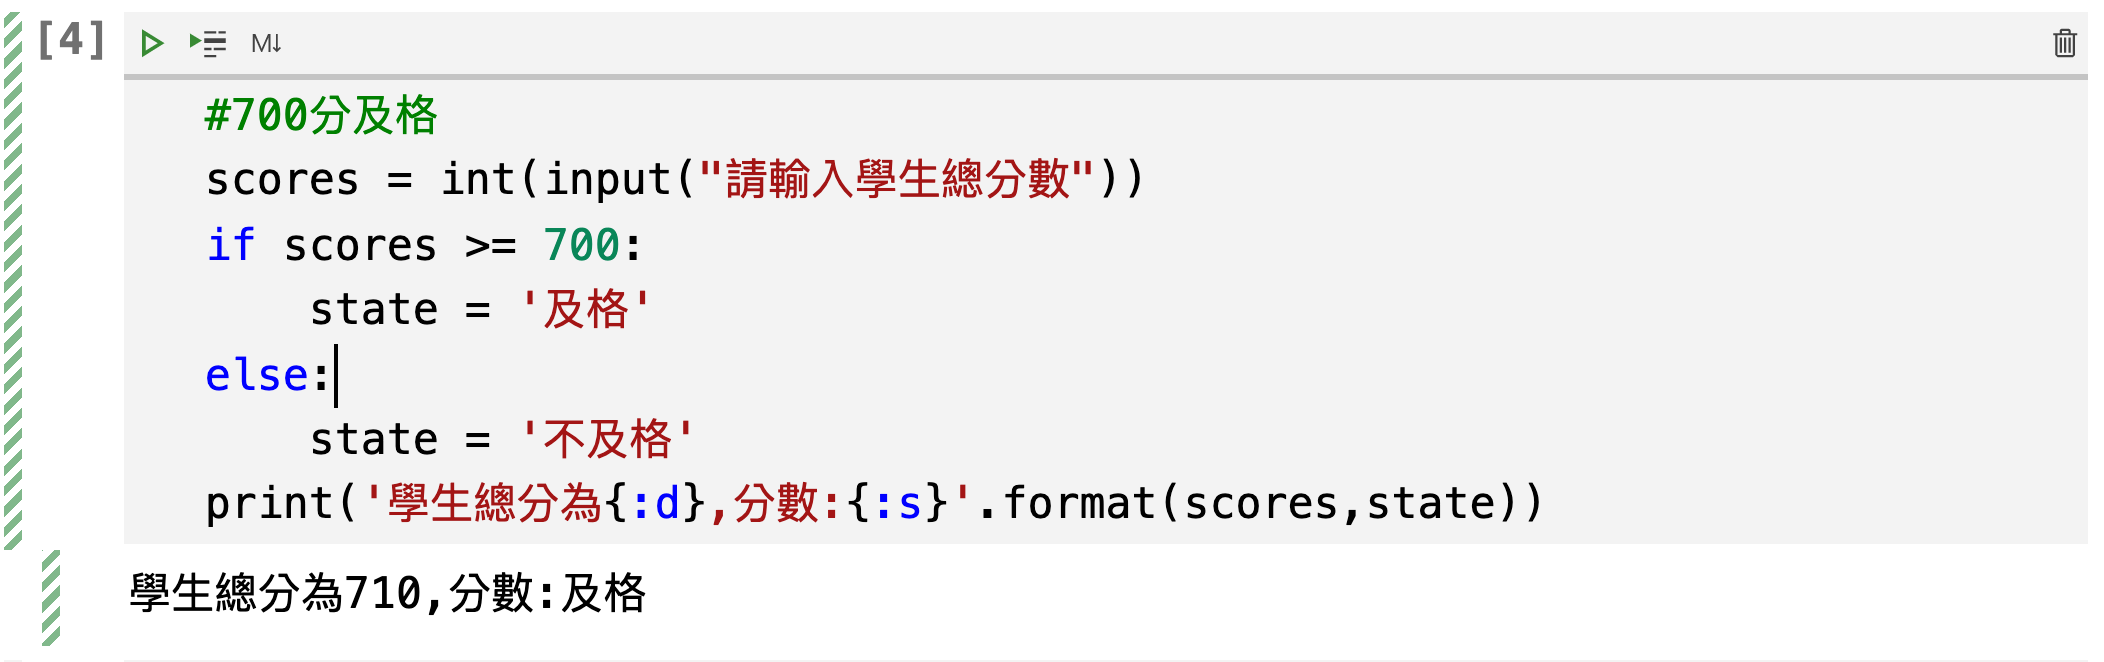 [4]
M↓
#700分及格
scores = int(input("請輸入學生總分數"))
if scores >= 700:
    state = '及格'
else:
    state = '不及格'
print('學生總分為{:d},分數:{:s}'.format(scores,state))
學生總分為710,分數:及格